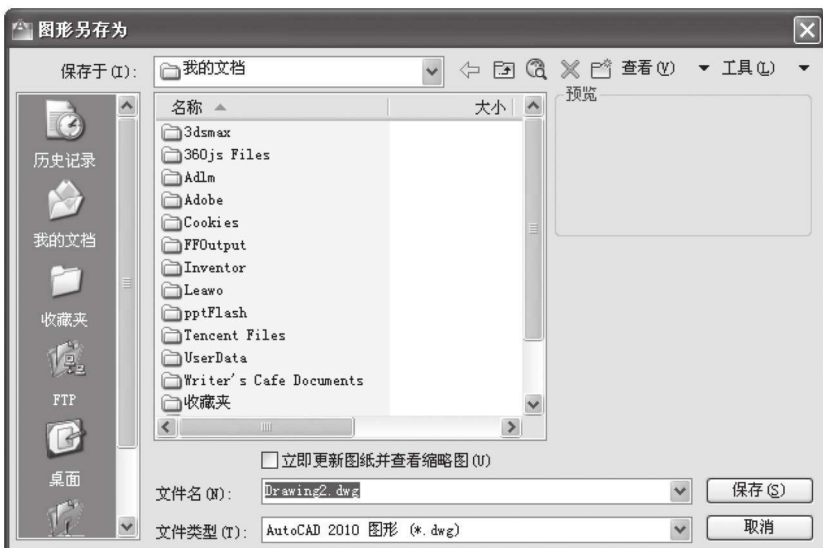 图形另存为
保存于(I):
我的文档
查看(V)
工具(L)
历史记录
我的文档
收藏夹
FTP
桌面
名称
大小
3dsmax
360js Files
Adlm
Adobe
Cookies
FFOutput
Inventor
Leawo
pptFlash
Tencent Files
UserData
Writer's Cafe Documents
收藏夹
预览
立即更新图纸并查看缩略图(U)
文件名(N):
Drawing2.dwg
保存(S)
文件类型(T):
AutoCAD 2010 图形 (*.dwg)
取消